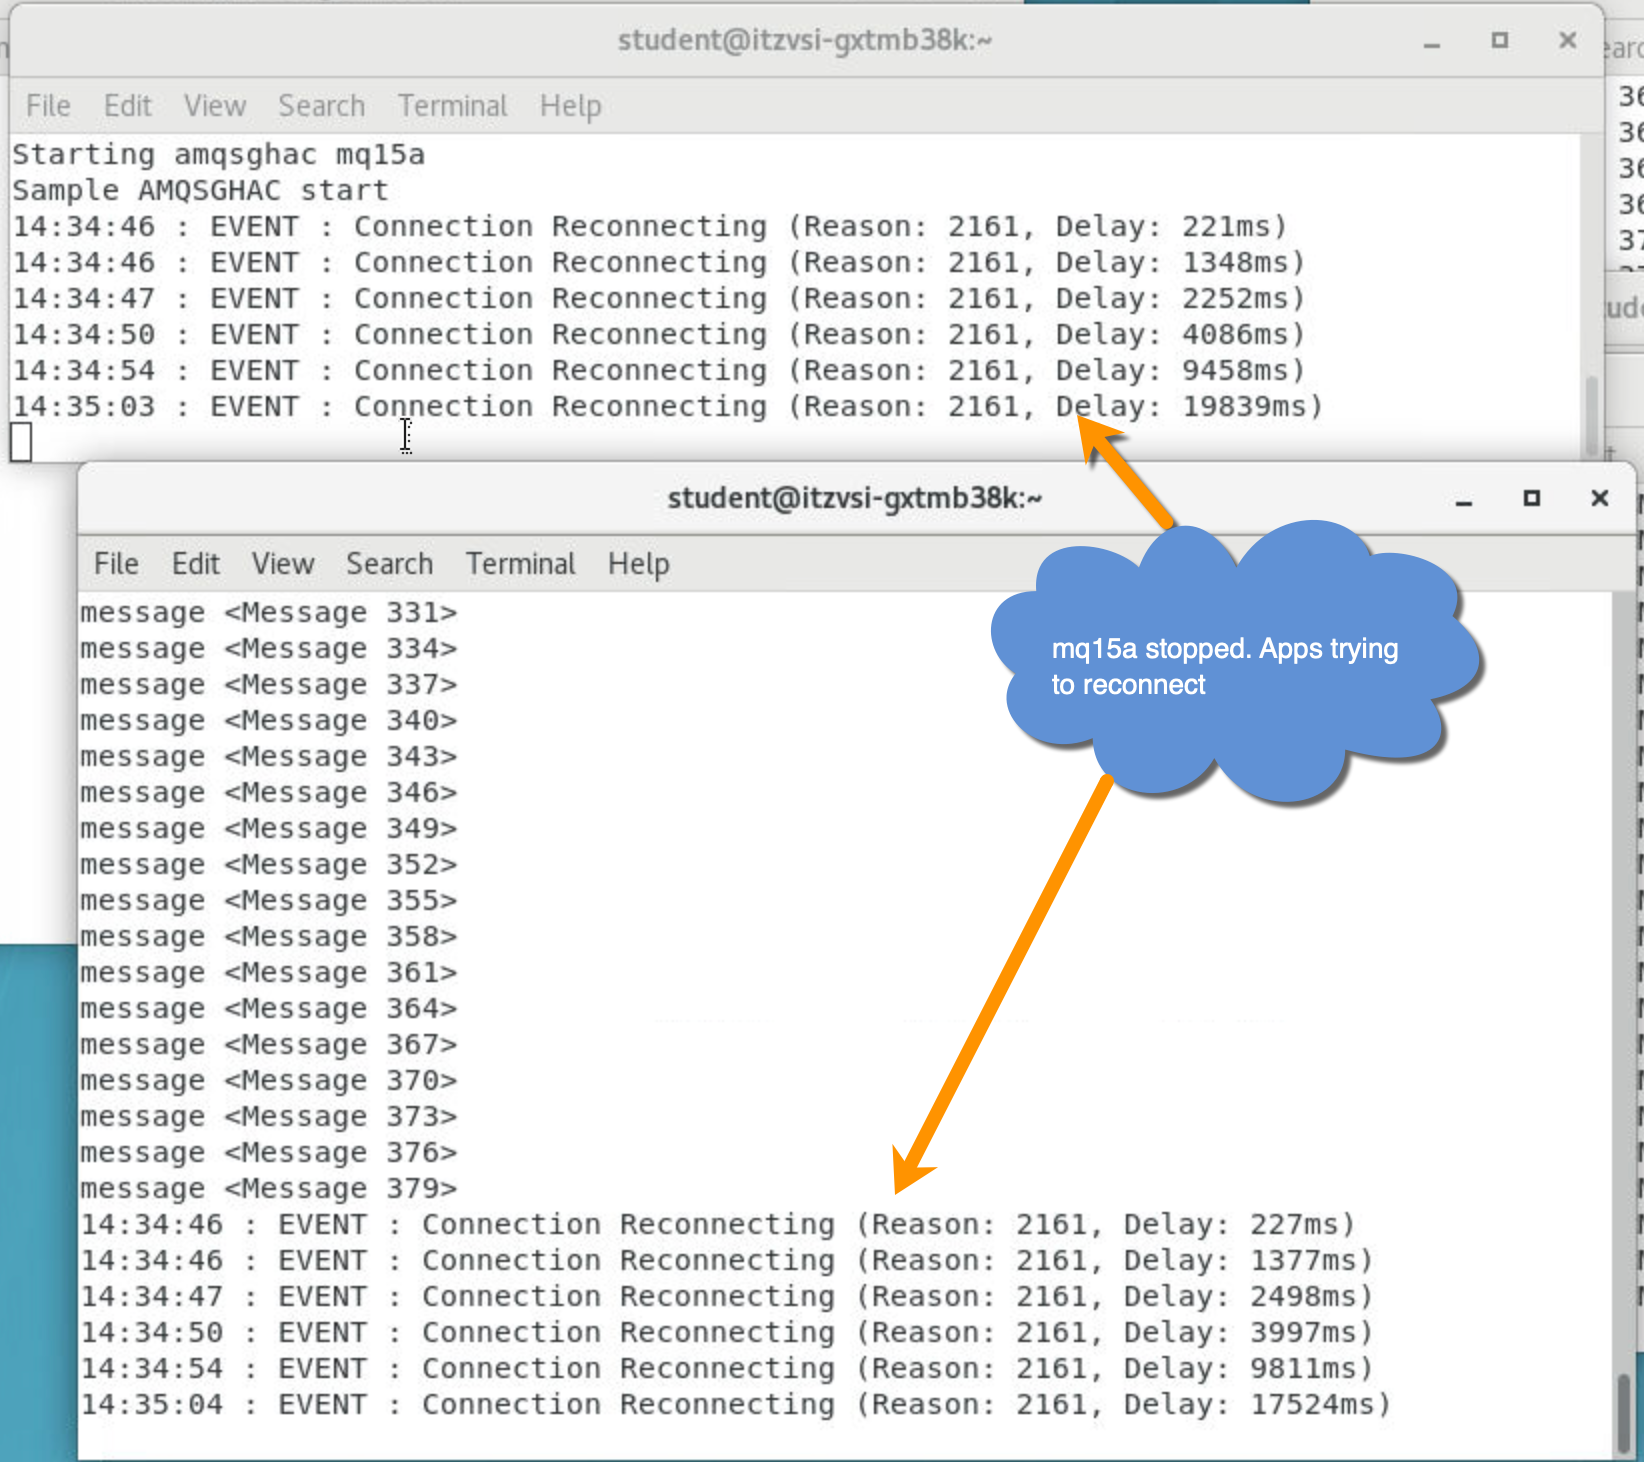 student@itzvsi-gxtmb38k:~
File Edit View Search Terminal Help
Starting amqsghac mq15a
Sample AMQSGHAC start
14:34:46 : EVENT : Connection Reconnecting (Reason: 2161, Delay: 221ms)
14:34:46 : EVENT : Connection Reconnecting (Reason: 2161, Delay: 1348ms)
14:34:47 : EVENT : Connection Reconnecting (Reason: 2161, Delay: 2252ms)
14:34:50 : EVENT : Connection Reconnecting (Reason: 2161, Delay: 4086ms)
14:34:54 : EVENT : Connection Reconnecting (Reason: 2161, Delay: 9458ms)
14:35:03 : EVENT : Connection Reconnecting (Reason: 2161, Delay: 19839ms)
student@itzvsi-gxtmb38k:~
File Edit View Search Terminal Help
message <Message 331>
message <Message 334>
message <Message 337>
message <Message 340>
message <Message 343>
message <Message 346>
message <Message 349>
message <Message 352>
message <Message 355>
message <Message 358>
message <Message 361>
message <Message 364>
message <Message 367>
message <Message 370>
message <Message 373>
message <Message 376>
message <Message 379>
14:34:46 : EVENT : Connection Reconnecting (Reason: 2161, Delay: 227ms)
14:34:46 : EVENT : Connection Reconnecting (Reason: 2161, Delay: 1377ms)
14:34:47 : EVENT : Connection Reconnecting (Reason: 2161, Delay: 2498ms)
14:34:50 : EVENT : Connection Reconnecting (Reason: 2161, Delay: 3997ms)
14:34:54 : EVENT : Connection Reconnecting (Reason: 2161, Delay: 9811ms)
14:35:04 : EVENT : Connection Reconnecting (Reason: 2161, Delay: 17524ms)
mq15a stopped. Apps trying
to reconnect